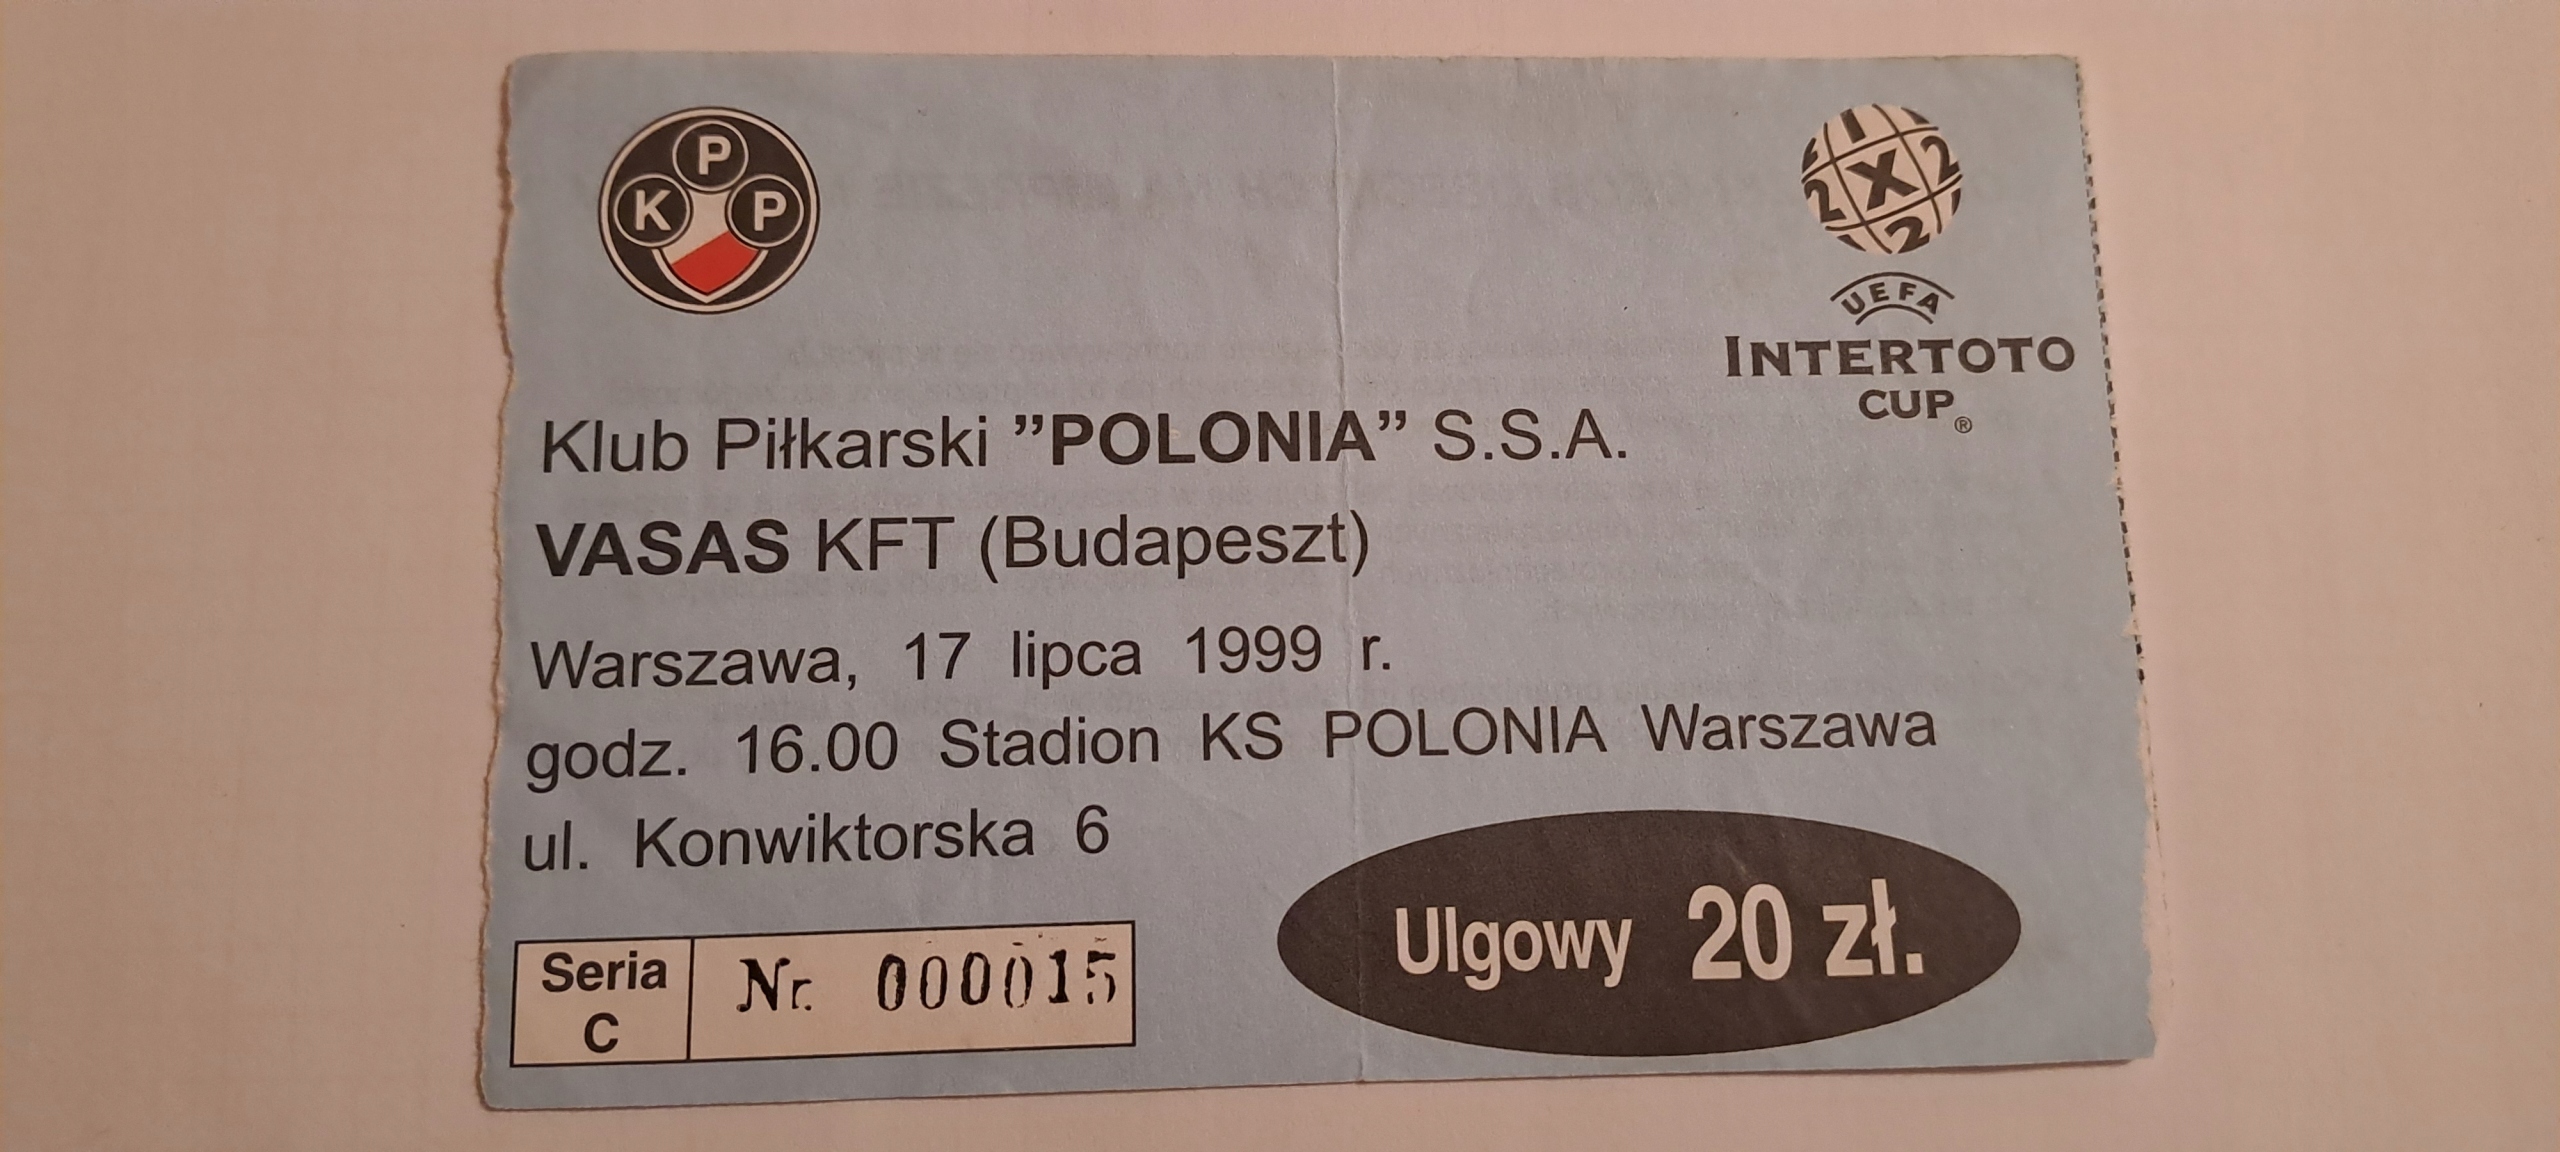 P
K P
1
2 X 2
2
UEFA
INTERTOTO
CUP®
Klub Piłkarski ”POLONIA” S.S.A.
VASAS KFT (Budapeszt)
Warszawa, 17 lipca 1999 r.
godz. 16.00 Stadion KS POLONIA Warszawa
ul. Konwiktorska 6
Seria
C
Nr. 000015
Ulgowy 20 zł.